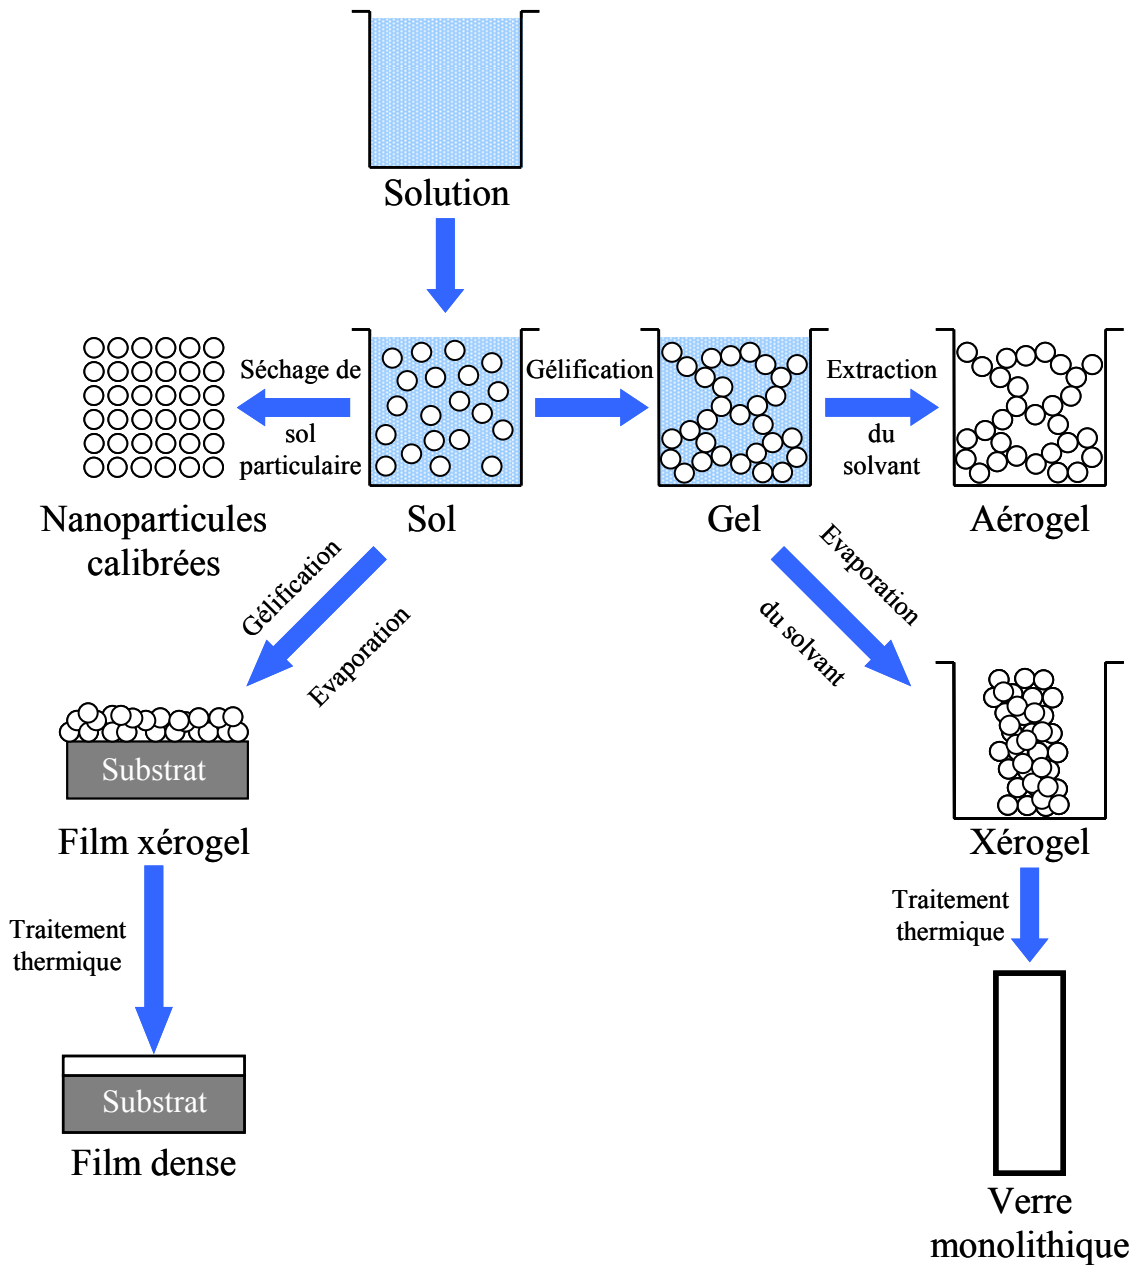 Solution
Séchage de
sol
particulaire
Gélification
Extraction
du
solvant
Nanoparticules
calibrées
Sol
Gel
Aérogel
Gélification
Evaporation
Evaporation
du solvant
Substrat
Film xérogel
Xérogel
Traitement
thermique
Traitement
thermique
Substrat
Film dense
Verre
monolithique